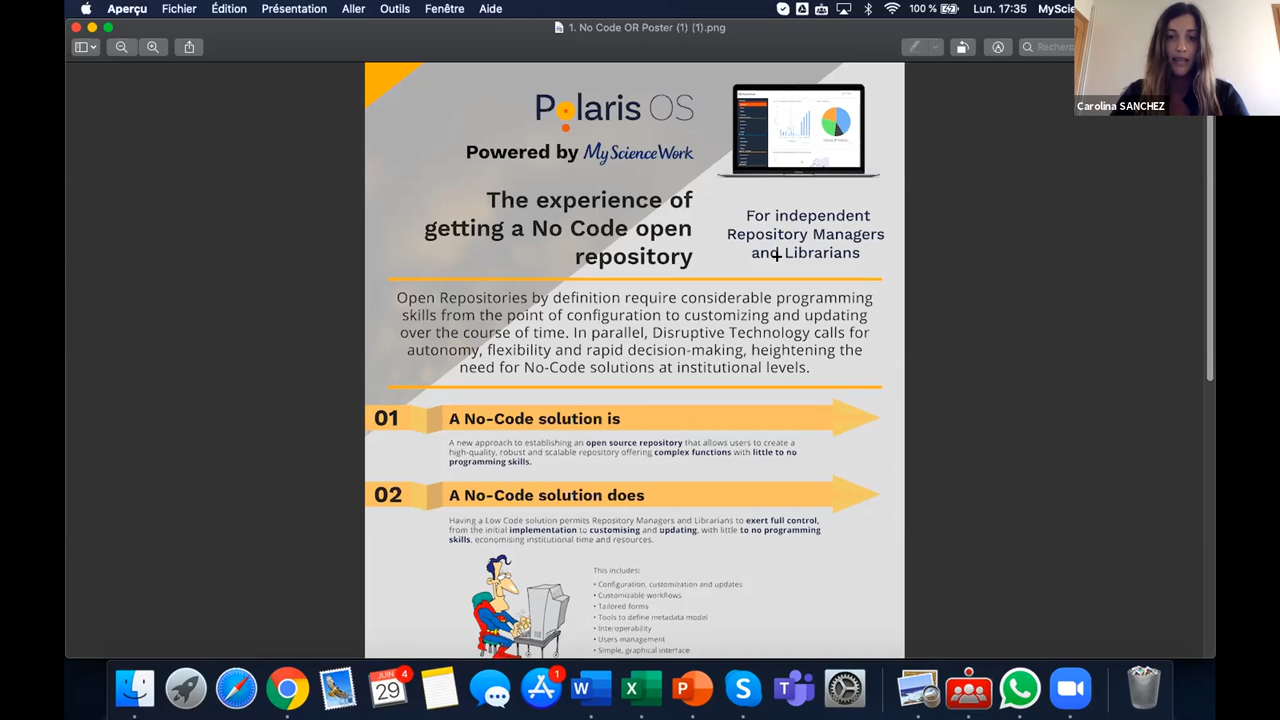 Aperçu Fichier Édition Présentation Aller Outils Fenêtre Aide 100 % Lun. 17:35 MyScie
1. No Code OR Poster (1) (1).png
Recherc
Carolina SANCHEZ
Polaris OS
Powered by MyScienceWork
The experience of
getting a No Code open
repository
For independent
Repository Managers
and Librarians
Open Repositories by definition require considerable programming
skills from the point of configuration to customizing and updating
over the course of time. In parallel, Disruptive Technology calls for
autonomy, flexibility and rapid decision-making, heightening the
need for No-Code solutions at institutional levels.
01 A No-Code solution is
A new approach to establishing an open source repository that allows users to create a
high-quality, robust and scalable repository offering complex functions with little to no
programming skills.
02 A No-Code solution does
Having a Low Code solution permits Repository Managers and Librarians to exert full control,
from the initial implementation to customising and updating, with little to no programming
skills, economising institutional time and resources.
This includes:
• Configuration, customization and updates
• Customizable workflows
• Tailored forms
• Tools to define metadata model
• Interoperability
• Users management
• Simple, graphical interface
JUIN
29
4
1
W
X
P
S
T